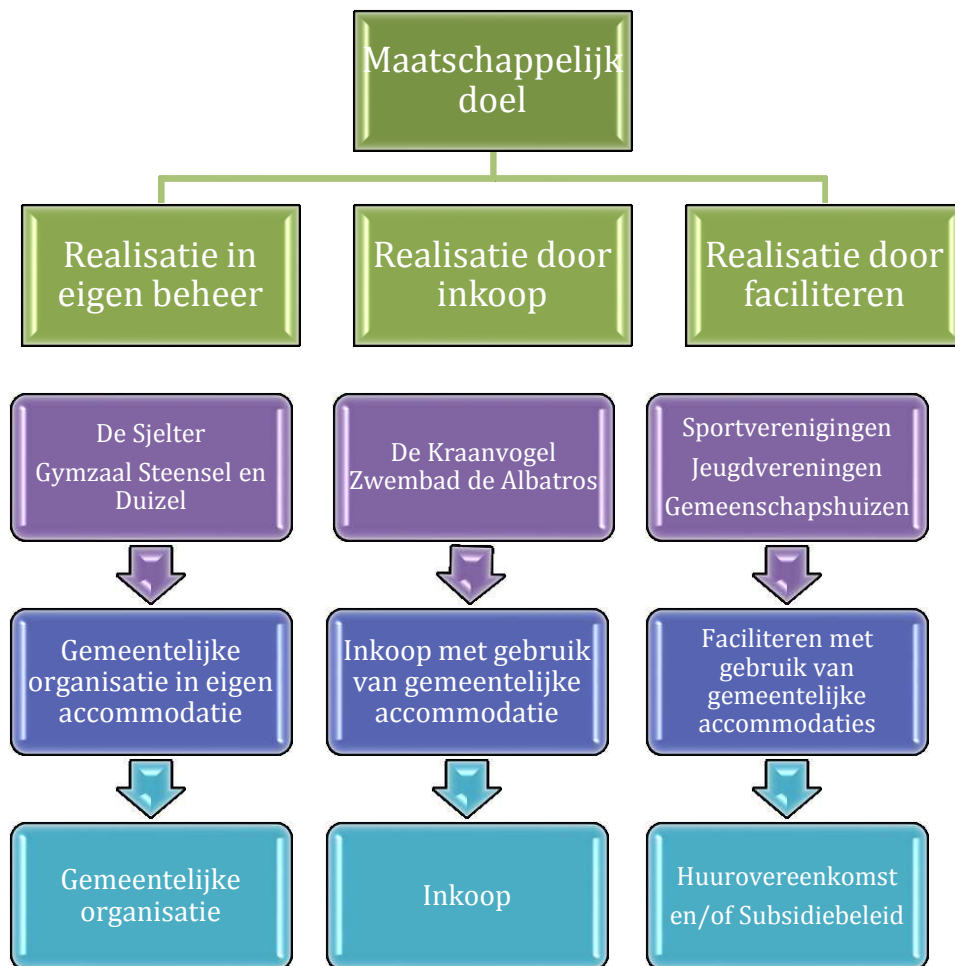 Maatschappelijk
doel
Realisatie in
eigen beheer
Realisatie door
inkoop
Realisatie door
faciliteren
De Sjelter
Gymzaal Steensel en
Duizel
De Kraanvogel
Zwembad de Albatros
Sportverenigingen
Jeugdvereningen
Gemeenschapshuizen
Gemeentelijke
organisatie in eigen
accommodatie
Inkoop met gebruik
van gemeentelijke
accommodatie
Faciliteren met
gebruik van
gemeentelijke
accommodaties
Gemeentelijke
organisatie
Inkoop
Huurovereenkomst
en/of Subsidiebeleid